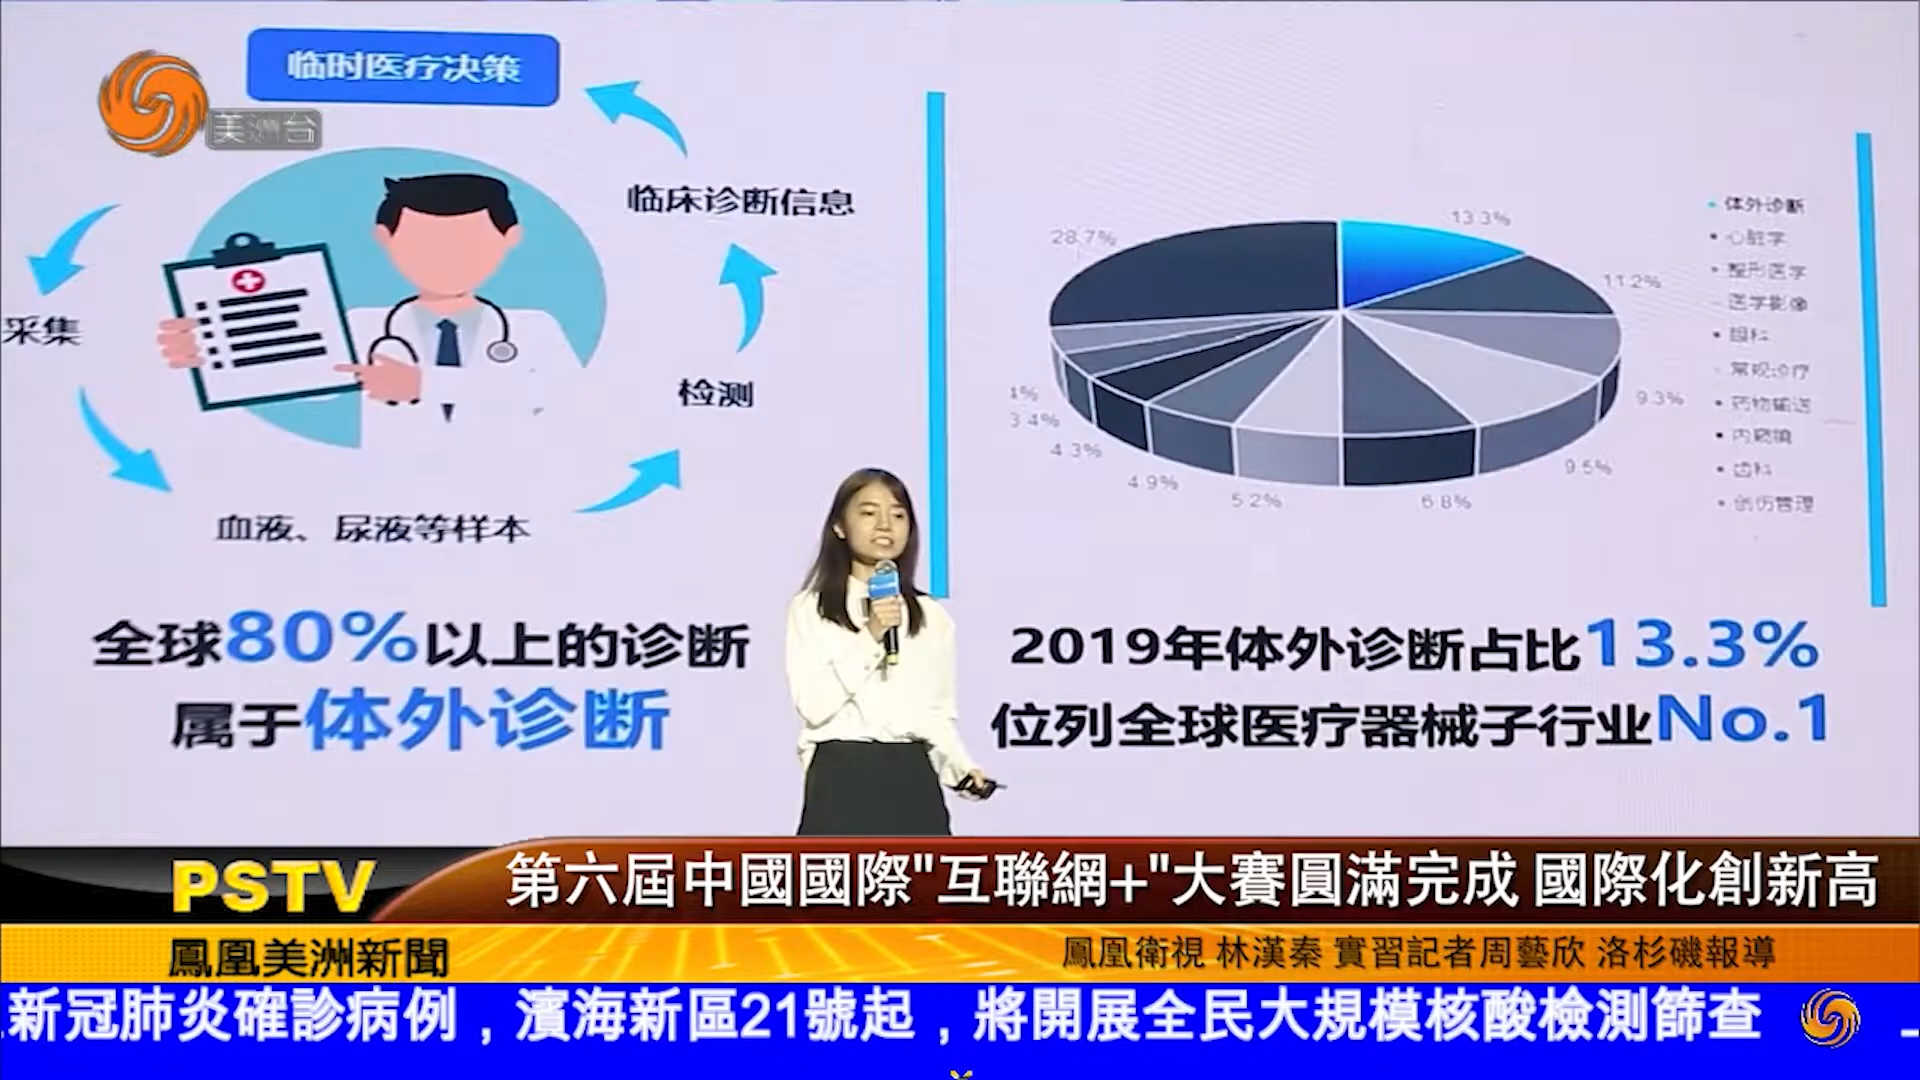 临时医疗决策
美洲台
临床诊断信息
采集
检测
血液、尿液等样本
全球80%以上的诊断
属于体外诊断
13.3%
28.7%
11.2%
9.3%
9.5%
6.8%
5.2%
4.9%
4.3%
3.4%
体外诊断
心脏学
整形医学
医学影像
眼科
常规诊疗
药物输送
内窥镜
齿科
创伤管理
2019年体外诊断占比13.3%
位列全球医疗器械子行业No.1
PSTV
第六屆中國國際"互聯網+"大賽圓滿完成 國際化創新高
鳳凰美洲新聞
鳳凰衛視 林漢秦 實習記者周藝欣 洛杉磯報導
新冠肺炎確診病例，濱海新區21號起，將開展全民大規模核酸檢測篩查